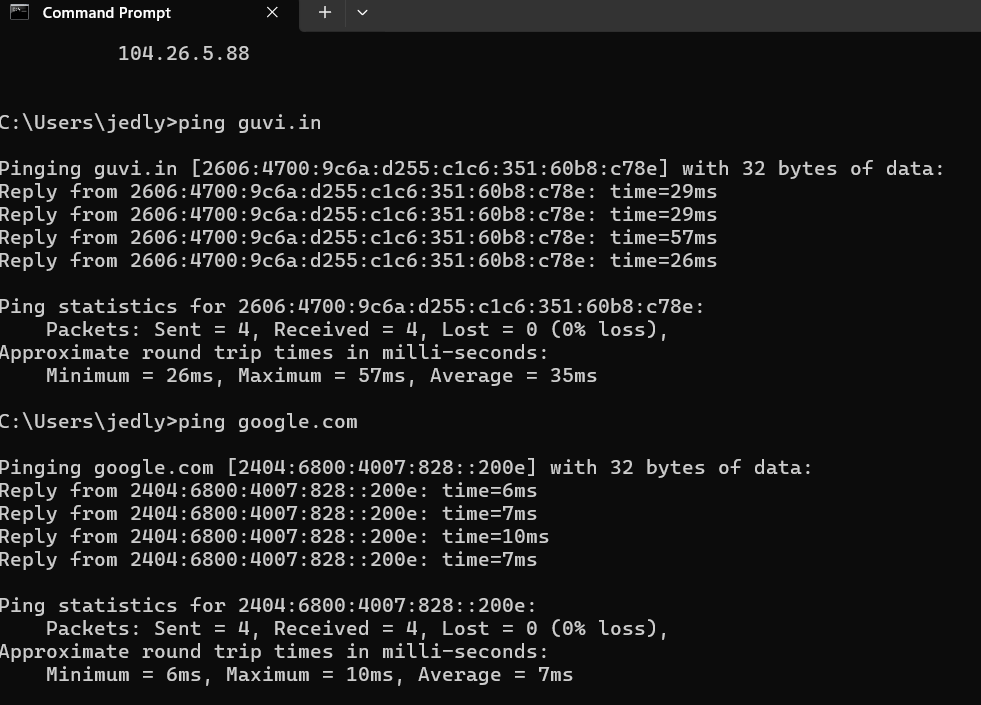 Command Prompt
104.26.5.88
C:\Users\jedly>ping guvi.in
Pinging guvi.in [2606:4700:9c6a:d255:c1c6:351:60b8:c78e] with 32 bytes of data:
Reply from 2606:4700:9c6a:d255:c1c6:351:60b8:c78e: time=29ms
Reply from 2606:4700:9c6a:d255:c1c6:351:60b8:c78e: time=29ms
Reply from 2606:4700:9c6a:d255:c1c6:351:60b8:c78e: time=57ms
Reply from 2606:4700:9c6a:d255:c1c6:351:60b8:c78e: time=26ms
Ping statistics for 2606:4700:9c6a:d255:c1c6:351:60b8:c78e:
Packets: Sent = 4, Received = 4, Lost = 0 (0% loss),
Approximate round trip times in milli-seconds:
Minimum = 26ms, Maximum = 57ms, Average = 35ms
C:\Users\jedly>ping google.com
Pinging google.com [2404:6800:4007:828::200e] with 32 bytes of data:
Reply from 2404:6800:4007:828::200e: time=6ms
Reply from 2404:6800:4007:828::200e: time=7ms
Reply from 2404:6800:4007:828::200e: time=10ms
Reply from 2404:6800:4007:828::200e: time=7ms
Ping statistics for 2404:6800:4007:828::200e:
Packets: Sent = 4, Received = 4, Lost = 0 (0% loss),
Approximate round trip times in milli-seconds:
Minimum = 6ms, Maximum = 10ms, Average = 7ms